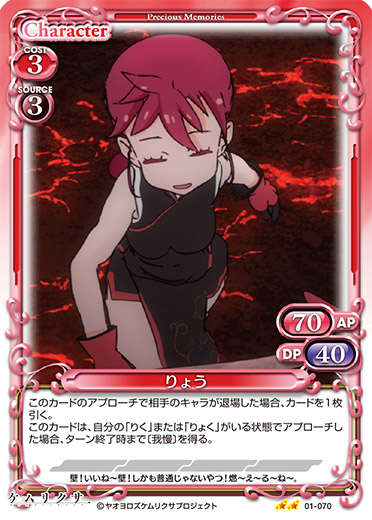 Precious Memories
Character
COST
3
SOURCE
3
70 AP
DP 40
りょう
このカードのアプローチで相手のキャラが退場した場合、カードを1枚
引く。
このカードは、自分の「りく」または「りょく」がいる状態でアプローチし
た場合、ターン終了時まで〔我慢〕を得る。
壁！いいね〜壁！しかも普通じゃないやつ！燃〜え〜る〜ね〜。
ケムリクサ
©ヤオヨロズケムリクサプロジェクト
01-070